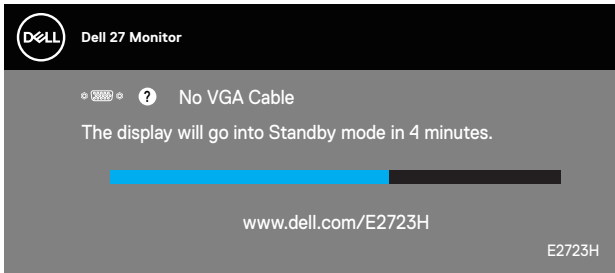 DELL
Dell 27 Monitor
? No VGA Cable
The display will go into Standby mode in 4 minutes.
www.dell.com/E2723H
E2723H